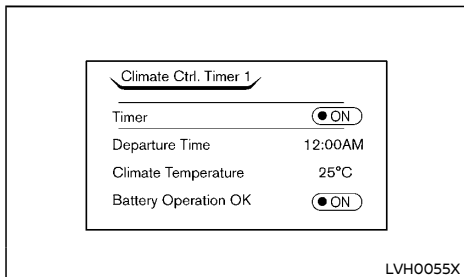 Climate Ctrl. Timer 1
Timer ON
Departure Time 12:00AM
Climate Temperature 25°C
Battery Operation OK ON
LVH0055X